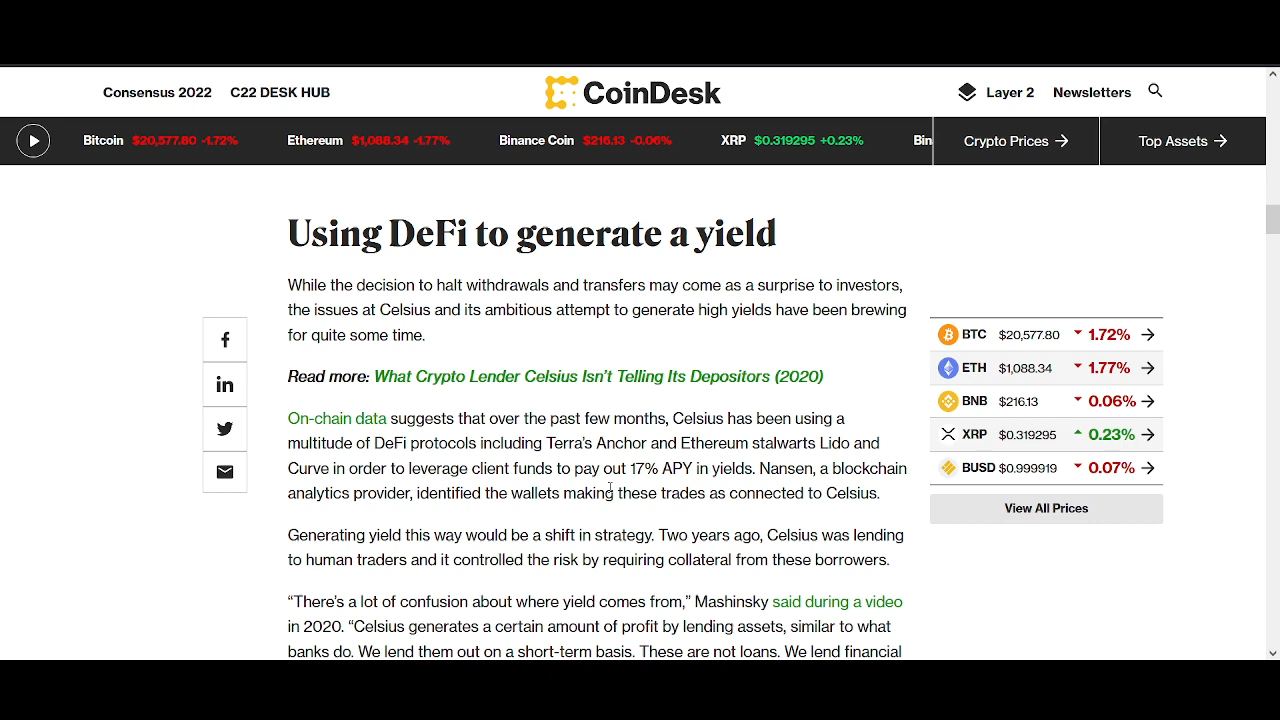 Consensus 2022 C22 DESK HUB CoinDesk Layer 2 Newsletters
Bitcoin $20,577.80 -1.72% Ethereum $1,088.34 -1.77% Binance Coin $216.13 -0.06% XRP $0.319295 +0.23% Bin Crypto Prices → Top Assets →
Using DeFi to generate a yield
While the decision to halt withdrawals and transfers may come as a surprise to investors,
the issues at Celsius and its ambitious attempt to generate high yields have been brewing
for quite some time.
Read more: What Crypto Lender Celsius Isn’t Telling Its Depositors (2020)
On-chain data suggests that over the past few months, Celsius has been using a
multitude of DeFi protocols including Terra’s Anchor and Ethereum stalwarts Lido and
Curve in order to leverage client funds to pay out 17% APY in yields. Nansen, a blockchain
analytics provider, identified the wallets making these trades as connected to Celsius.
Generating yield this way would be a shift in strategy. Two years ago, Celsius was lending
to human traders and it controlled the risk by requiring collateral from these borrowers.
“There’s a lot of confusion about where yield comes from,” Mashinsky said during a video
in 2020. “Celsius generates a certain amount of profit by lending assets, similar to what
banks do. We lend them out on a short-term basis. These are not loans. We lend financial
BTC $20,577.80 1.72% →
ETH $1,088.34 1.77% →
BNB $216.13 0.06% →
XRP $0.319295 0.23% →
BUSD $0.999919 0.07% →
View All Prices